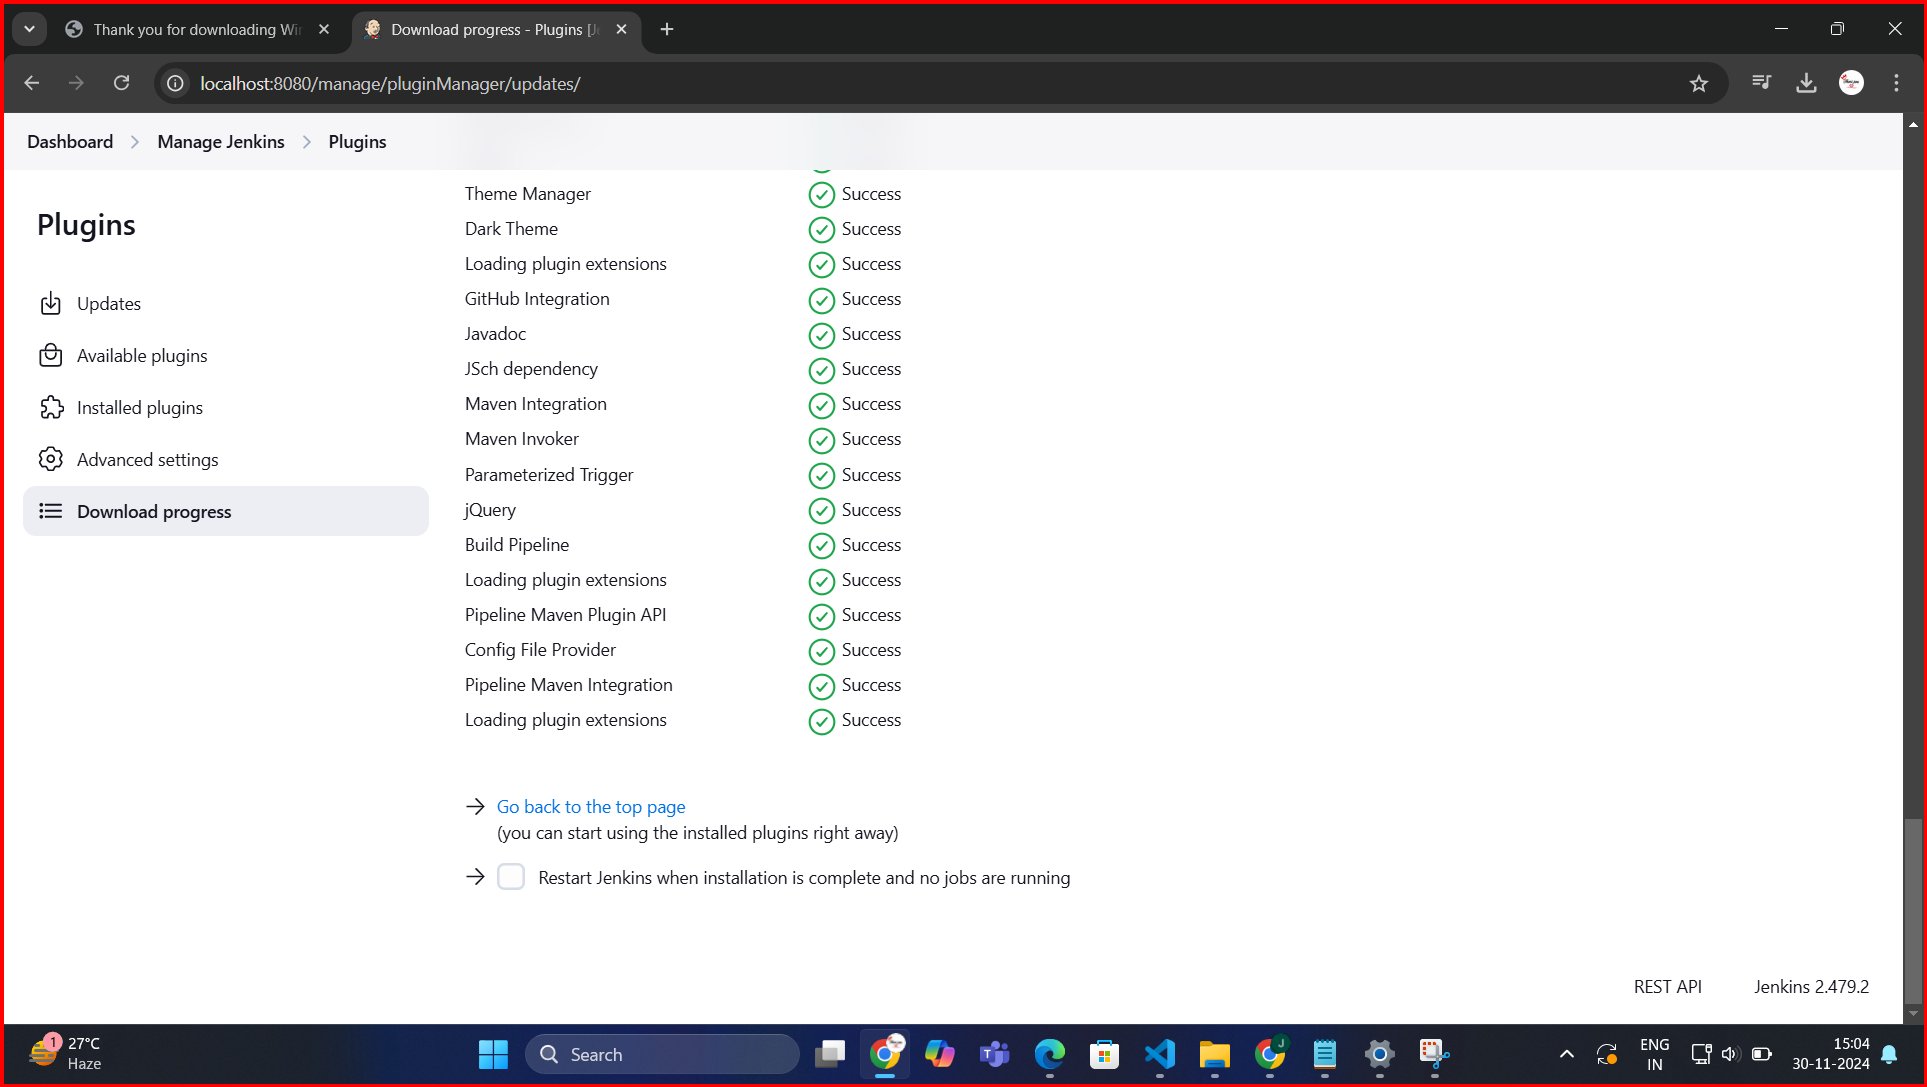 Thank you for downloading Wi
Download progress - Plugins [J
localhost:8080/manage/pluginManager/updates/
Dashboard > Manage Jenkins > Plugins
Plugins
Updates
Available plugins
Installed plugins
Advanced settings
Download progress
Theme Manager Success
Dark Theme Success
Loading plugin extensions Success
GitHub Integration Success
Javadoc Success
JSch dependency Success
Maven Integration Success
Maven Invoker Success
Parameterized Trigger Success
jQuery Success
Build Pipeline Success
Loading plugin extensions Success
Pipeline Maven Plugin API Success
Config File Provider Success
Pipeline Maven Integration Success
Loading plugin extensions Success
Go back to the top page
(you can start using the installed plugins right away)
Restart Jenkins when installation is complete and no jobs are running
REST API Jenkins 2.479.2
1
27°C
Haze
Search
J
ENG
IN
15:04
30-11-2024